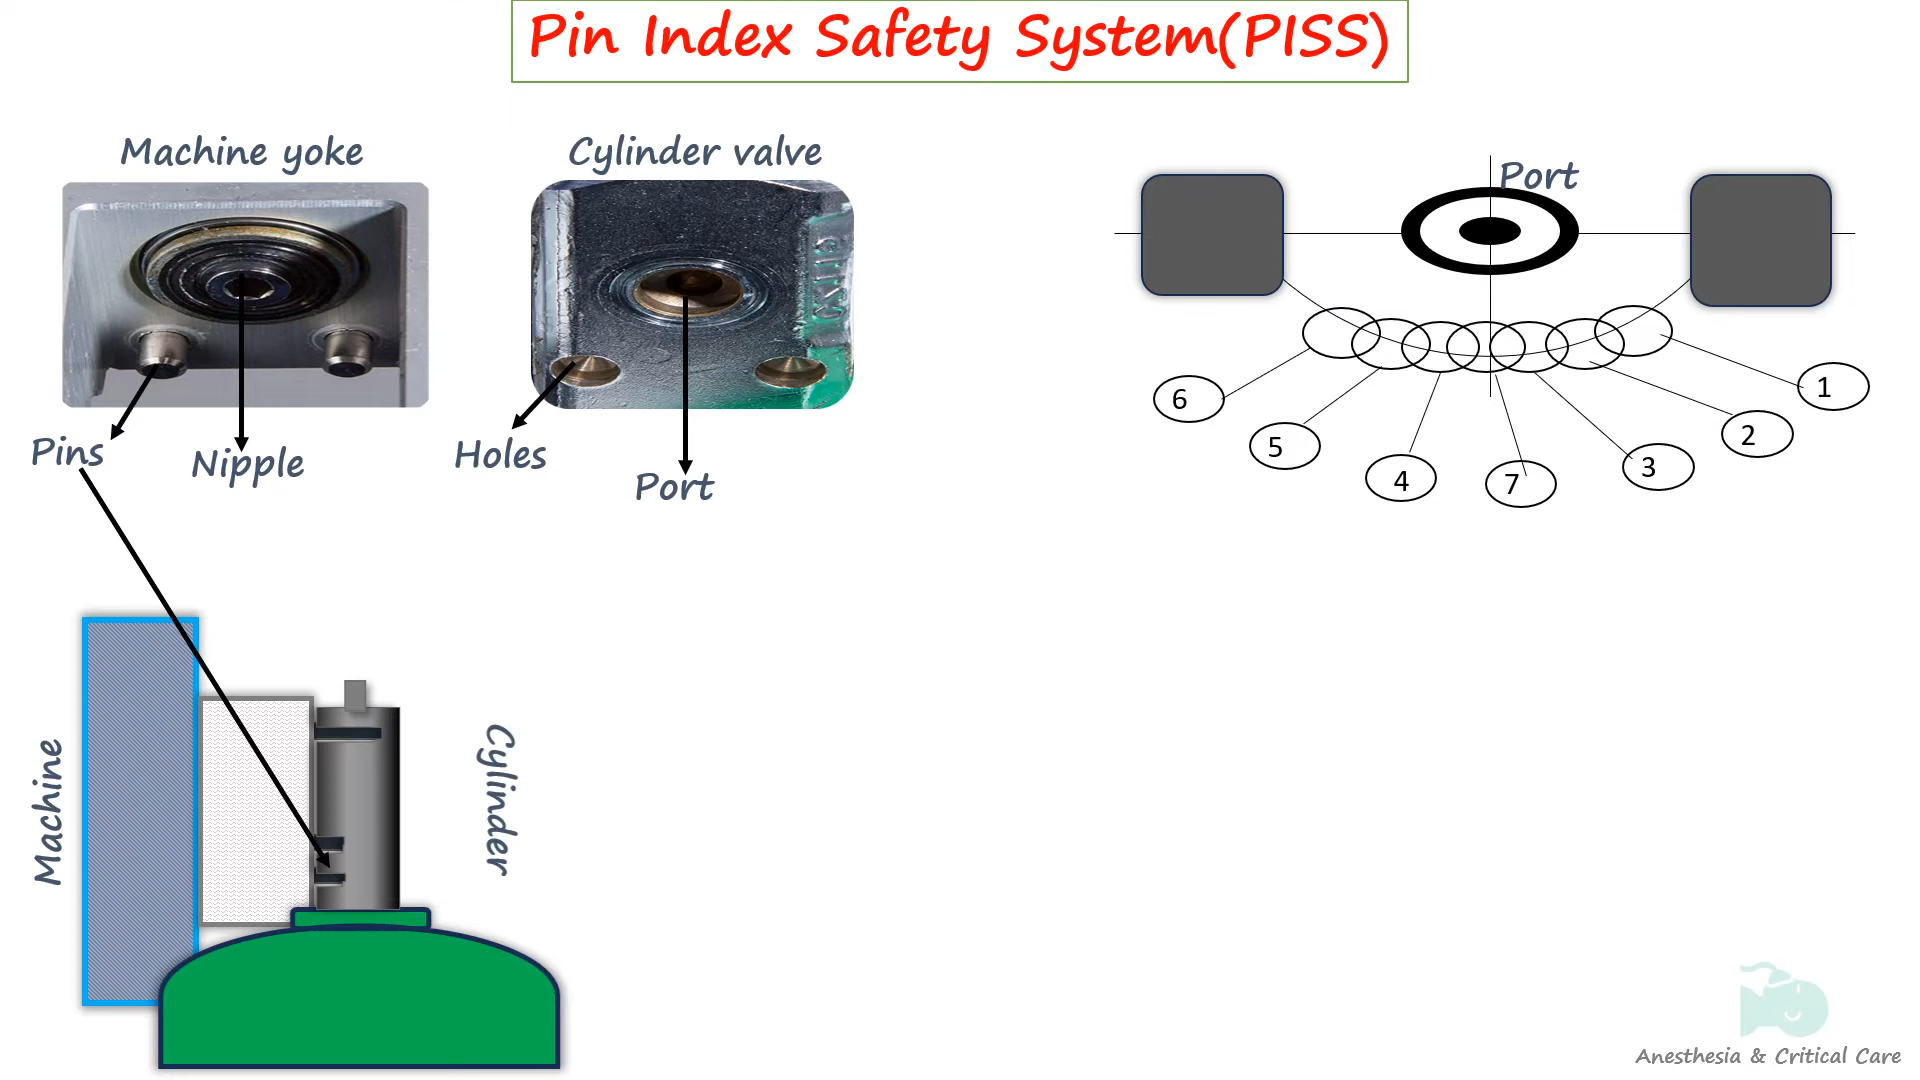 Pin Index Safety System(PISS)
Machine yoke
Cylinder valve
Port
Pins
Nipple
Holes
Port
6
5
4
7
3
2
1
Machine
Cylinder
Anesthesia & Critical Care